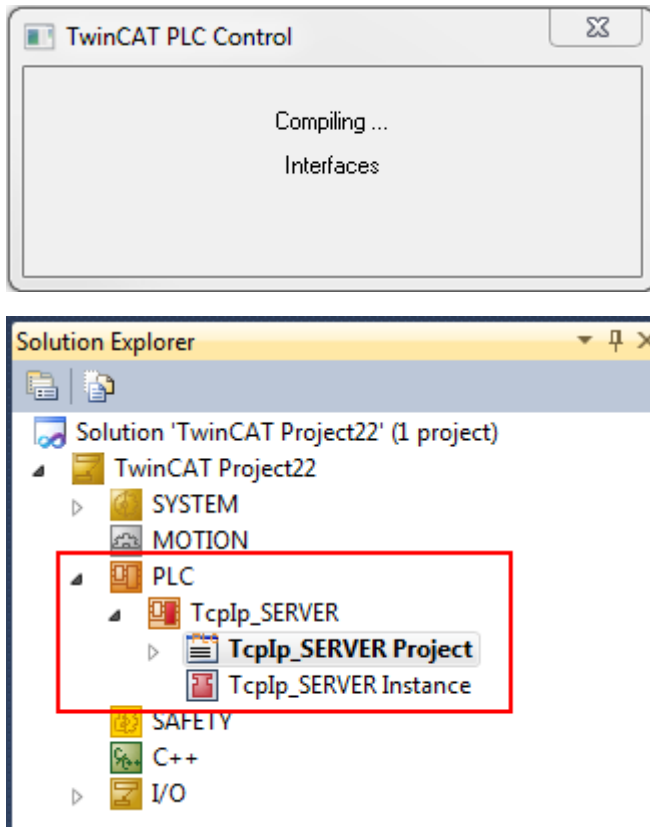 TwinCAT PLC Control
Compiling ...
Interfaces
Solution Explorer
Solution 'TwinCAT Project22' (1 project)
TwinCAT Project22
SYSTEM
MOTION
PLC
TcpIp_SERVER
TcpIp_SERVER Project
TcpIp_SERVER Instance
SAFETY
C++
I/O